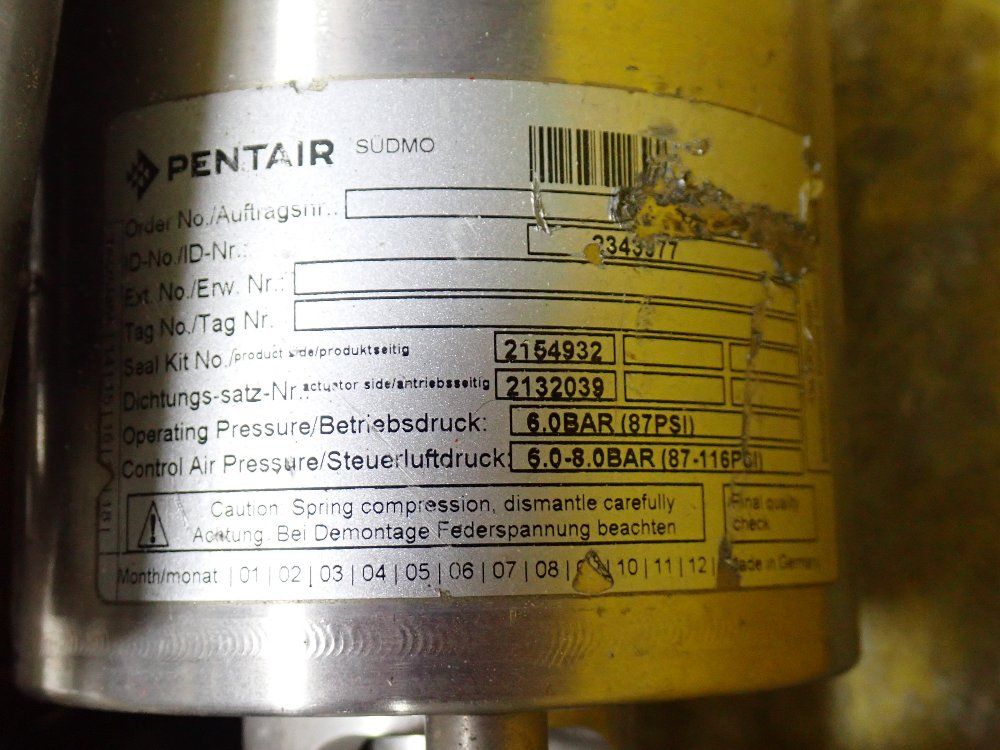 PENTAIR SÜDMO
Order No./Auftragsnr.:
ID-No./ID-Nr.:
Ext. No./Erw. Nr.:
Tag No./Tag Nr.
Seal Kit No./product side/produktseitig 2154932
Dichtungs-satz-Nr. actuator side/antriebsseitig 2132039
Operating Pressure/Betriebsdruck: 6.0BAR (87PSI)
Control Air Pressure/Steuerluftdruck: 6.0-8.0BAR (87-116PSI)
Caution: Spring compression, dismantle carefully
Achtung: Bei Demontage Federspannung beachten
Final quality
check
Month/monat |01|02|03|04|05|06|07|08| |10|11|12| Made in Germany